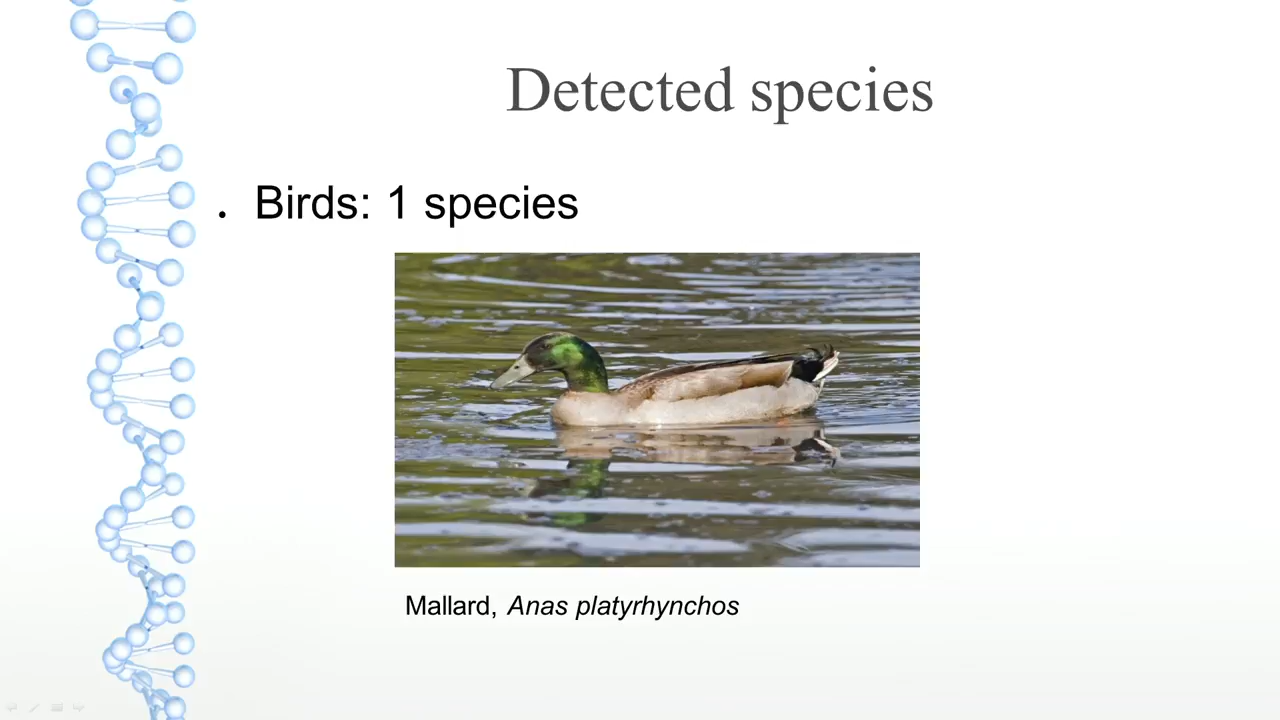 Detected species
. Birds: 1 species
Mallard, Anas platyrhynchos